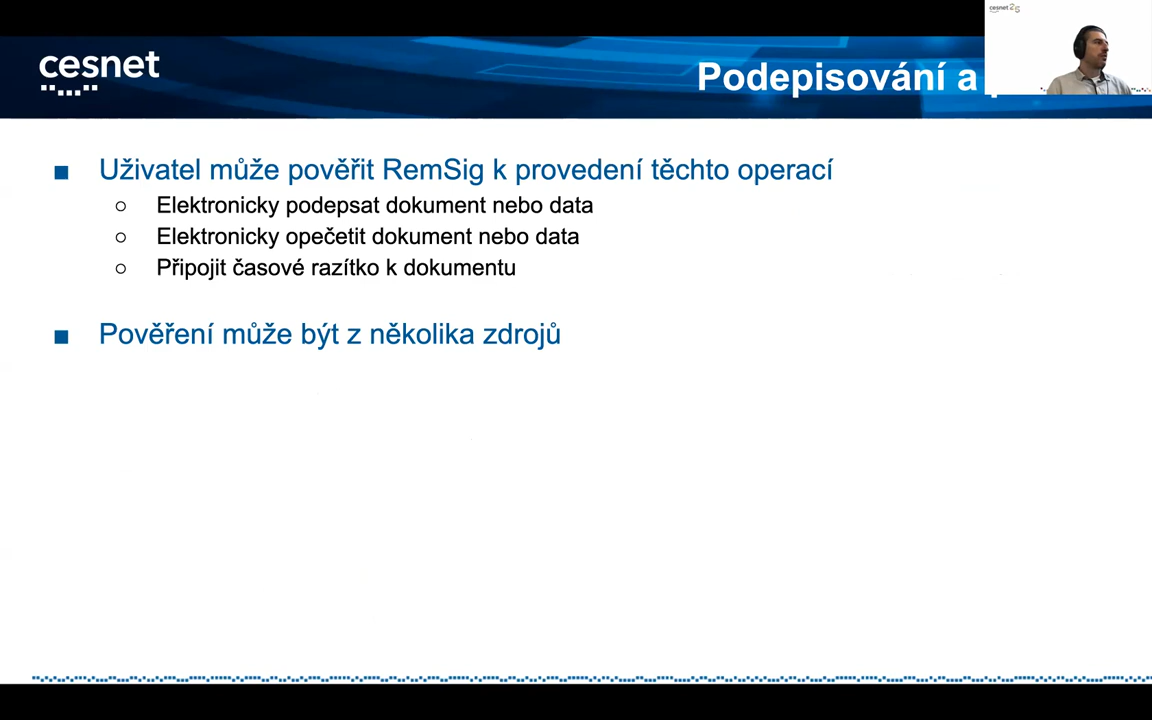 cesnet
cesnet
Podepisování a
Uživatel může pověřit RemSig k provedení těchto operací
Elektronicky podepsat dokument nebo data
Elektronicky opečetit dokument nebo data
Připojit časové razítko k dokumentu
Pověření může být z několika zdrojů